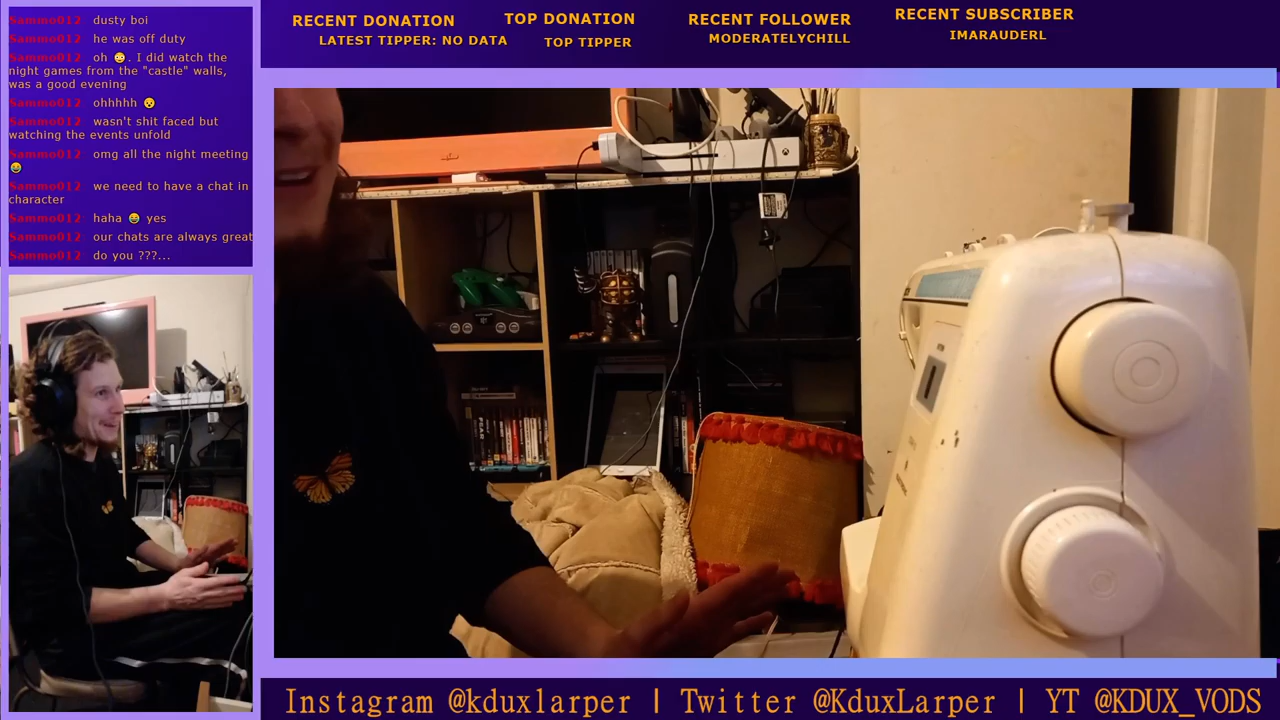 Sammo012 dusty boi
Sammo012 he was off duty
Sammo012 oh 😏. I did watch the
night games from the "castle" walls,
was a good evening
Sammo012 ohhhhh 😮
Sammo012 wasn't shit faced but
watching the events unfold
Sammo012 omg all the night meeting
😅
Sammo012 we need to have a chat in
character
Sammo012 haha 😅 yes
Sammo012 our chats are always great
Sammo012 do you ???...
RECENT DONATION
LATEST TIPPER: NO DATA
TOP DONATION
TOP TIPPER
RECENT FOLLOWER
MODERATELYCHILL
RECENT SUBSCRIBER
IMARAUDERL
Instagram @kduxlarper | Twitter @KduxLarper | YT @KDUX_VODS